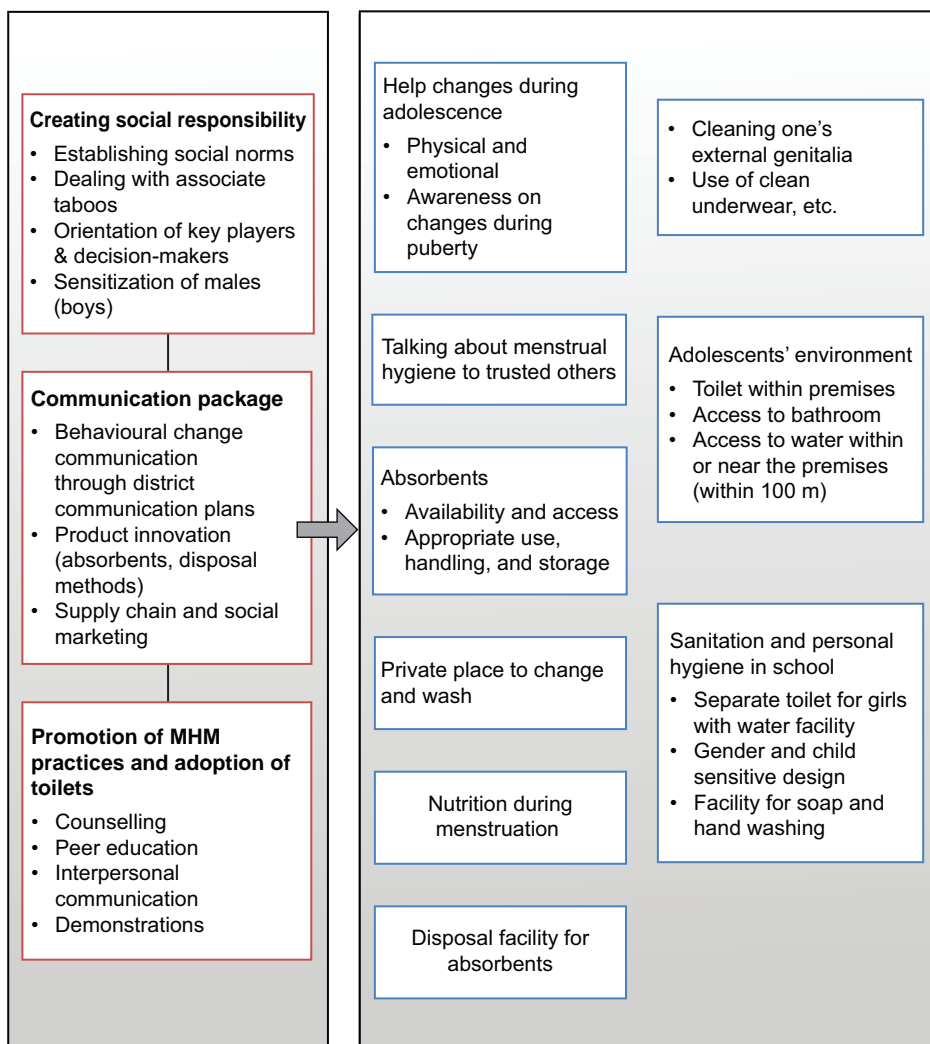 Creating social responsibility
• Establishing social norms
• Dealing with associate
taboos
• Orientation of key players
& decision-makers
• Sensitization of males
(boys)
Communication package
• Behavioural change
communication
through district
communication plans
• Product innovation
(absorbents, disposal
methods)
• Supply chain and social
marketing
Promotion of MHM
practices and adoption of
toilets
• Counselling
• Peer education
• Interpersonal
communication
• Demonstrations
Help changes during
adolescence
• Physical and
emotional
• Awareness on
changes during
puberty
Talking about menstrual
hygiene to trusted others
Absorbents
• Availability and access
• Appropriate use,
handling, and storage
Private place to change
and wash
Nutrition during
menstruation
Disposal facility for
absorbents
• Cleaning one’s
external genitalia
• Use of clean
underwear, etc.
Adolescents’ environment
• Toilet within premises
• Access to bathroom
• Access to water within
or near the premises
(within 100 m)
Sanitation and personal
hygiene in school
• Separate toilet for girls
with water facility
• Gender and child
sensitive design
• Facility for soap and
hand washing